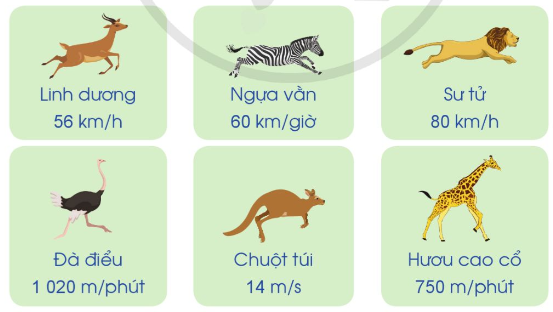 Linh dương
56 km/h
Ngựa vằn
60 km/giờ
Sư tử
80 km/h
Đà điểu
1 020 m/phút
Chuột túi
14 m/s
Hươu cao cổ
750 m/phút